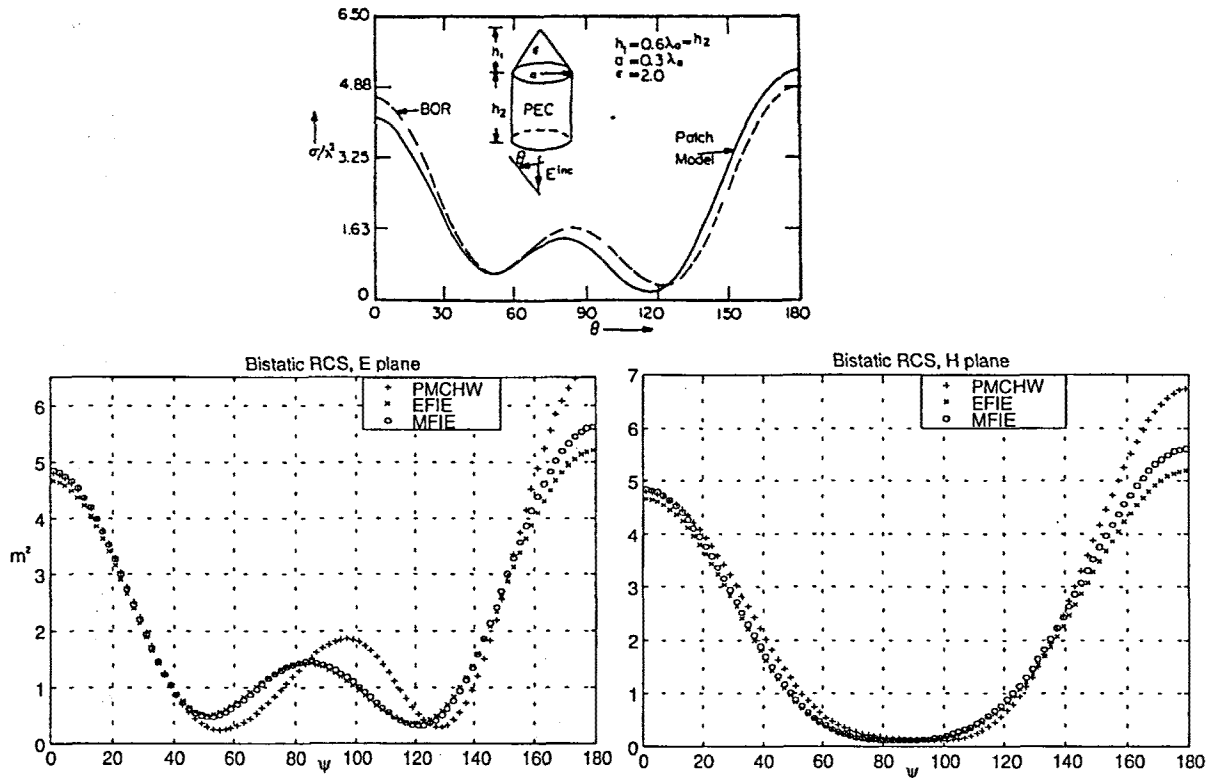 6.50
4.88
3.25
1.63
0
σ/λ²
BOR
h₁
h₂
ϵ
a
PEC
θ
E inc
h₁=0.6λ₀=h₂
a=0.3λ₀
ϵ=2.0
Patch
Model
0 30 60 90 120 150 180
θ
Bistatic RCS, E plane
+ PMCHW
× EFIE
o MFIE
6
5
4
3
2
1
0
m²
0 20 40 60 80 100 120 140 160 180
ψ
Bistatic RCS, H plane
+ PMCHW
× EFIE
o MFIE
7
6
5
4
3
2
1
0
0 20 40 60 80 100 120 140 160 180
ψ